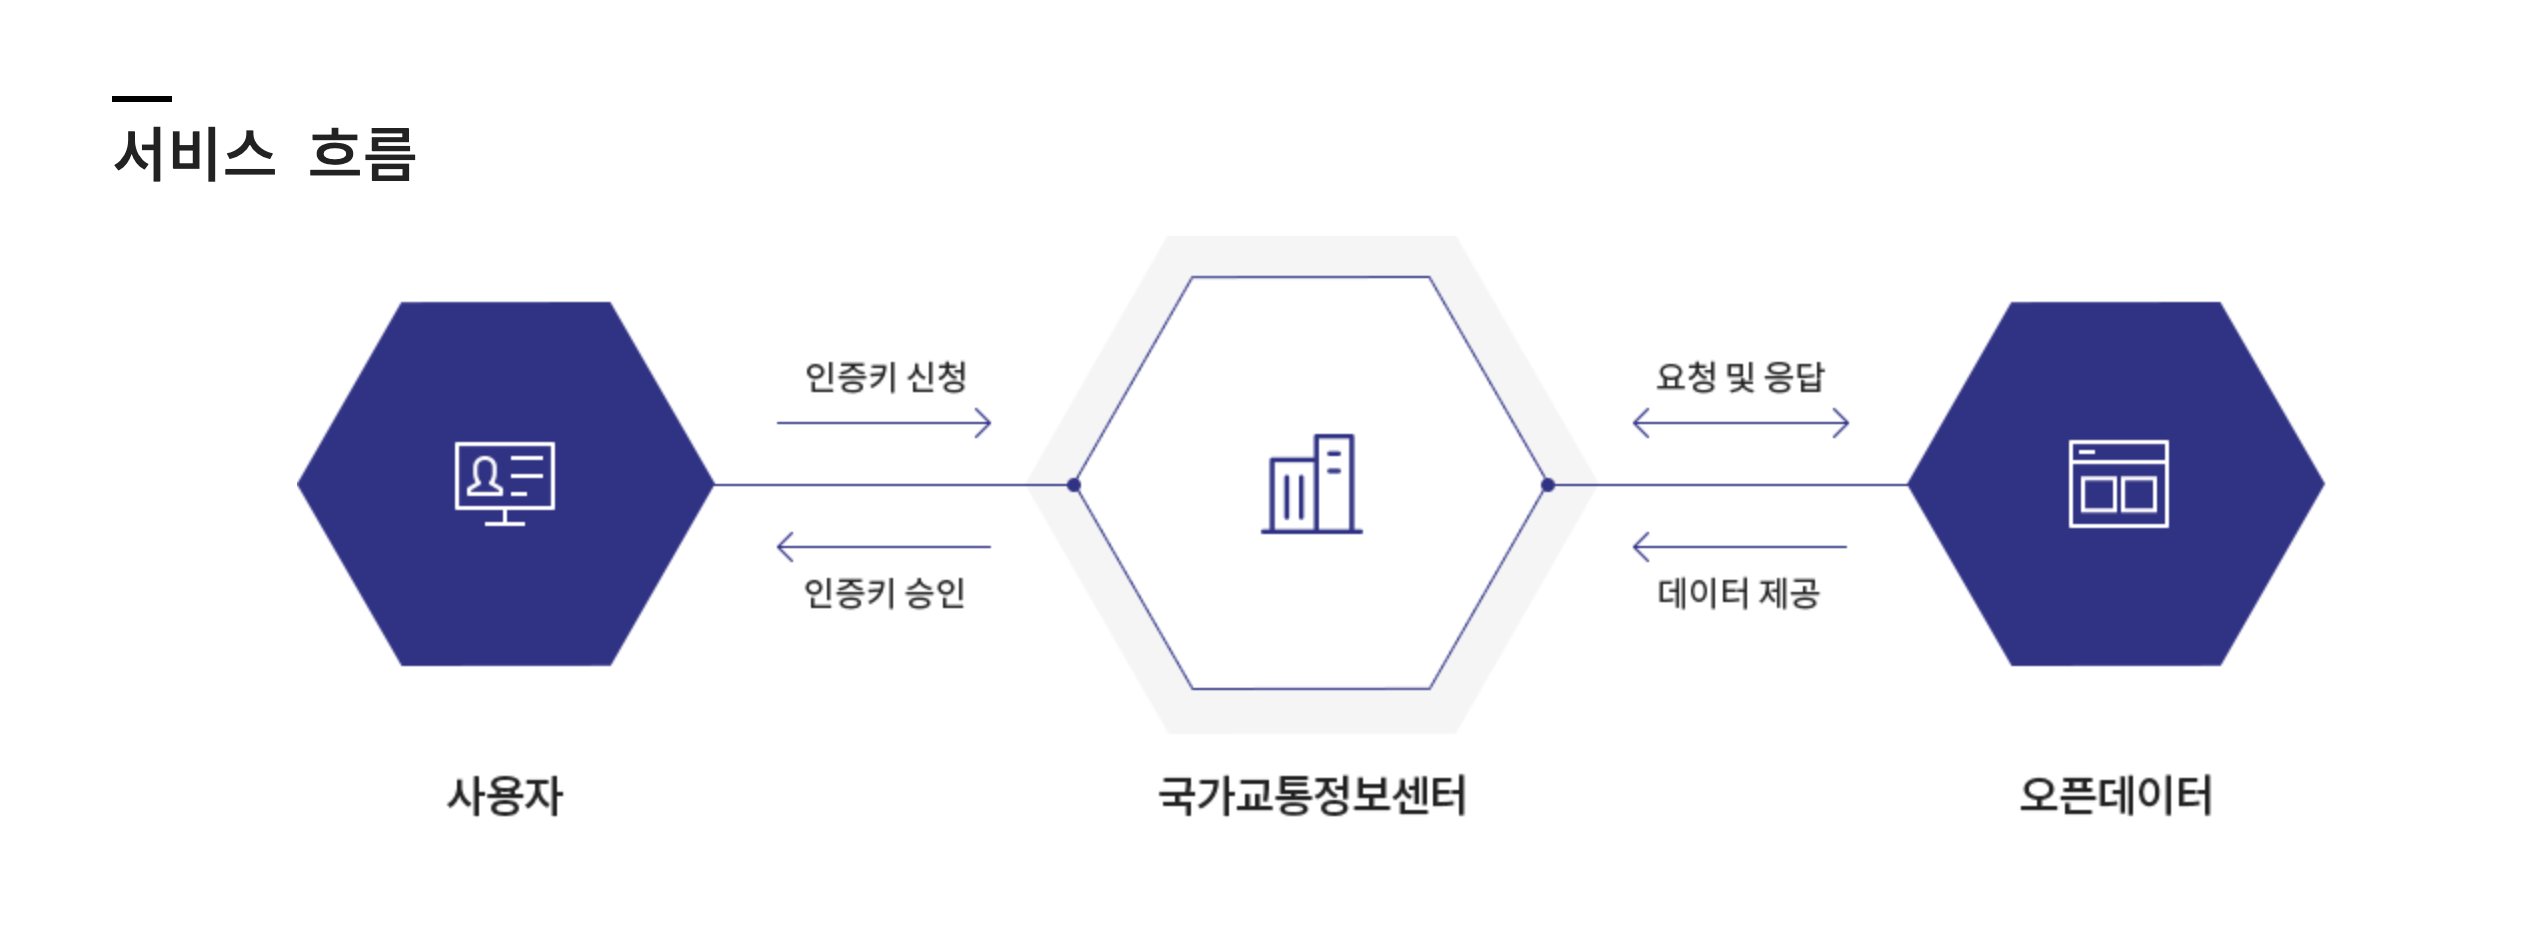 서비스 흐름
인증키 신청
요청 및 응답
인증키 승인
데이터 제공
사용자
국가교통정보센터
오픈데이터